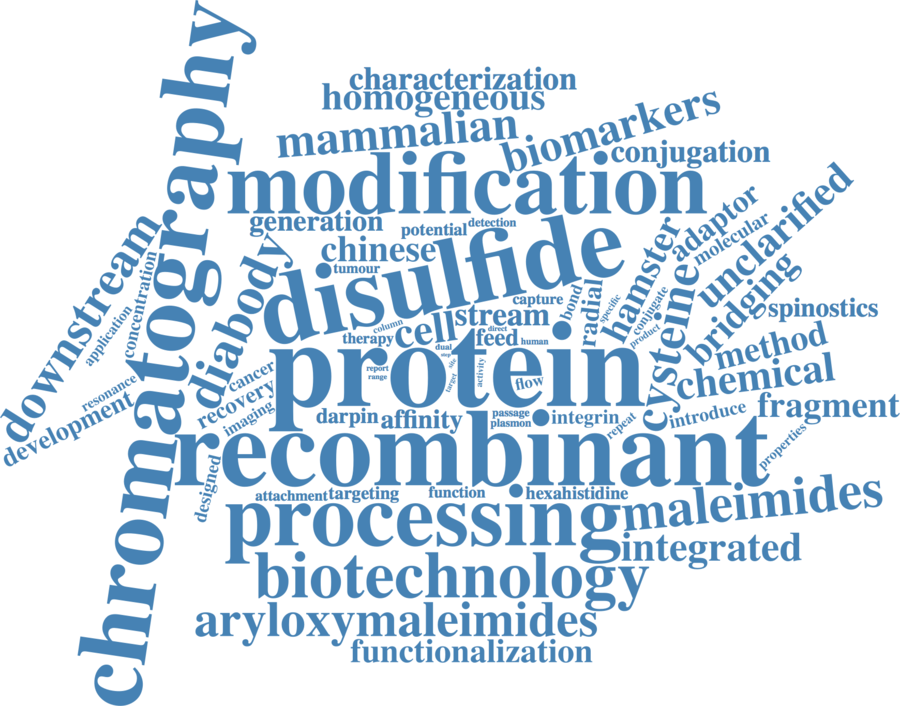 characterization
homogeneous
mammalian
biomarkers
conjugation
modification
chromatography
generation
potential
detection
adaptor
molecular
unclarified
chinese
disulfide
hamster
tumour
downstream
application
concentration
diabody
capture
bond
radial
specific
conjugate
product
cysteine
bridging
spinostics
column
therapy
cell
stream
direct
feed
human
dual
step
site
target
activity
report
range
protein
flow
method
chemical
cancer
recovery
imaging
resonance
development
darpin
affinity
passage
plasmon
integrin
repeat
introduce
fragment
recombinant
properties
designed
attachment
targeting
function
hexahistidine
processing
maleimides
integrated
biotechnology
aryloxymaleimides
functionalization